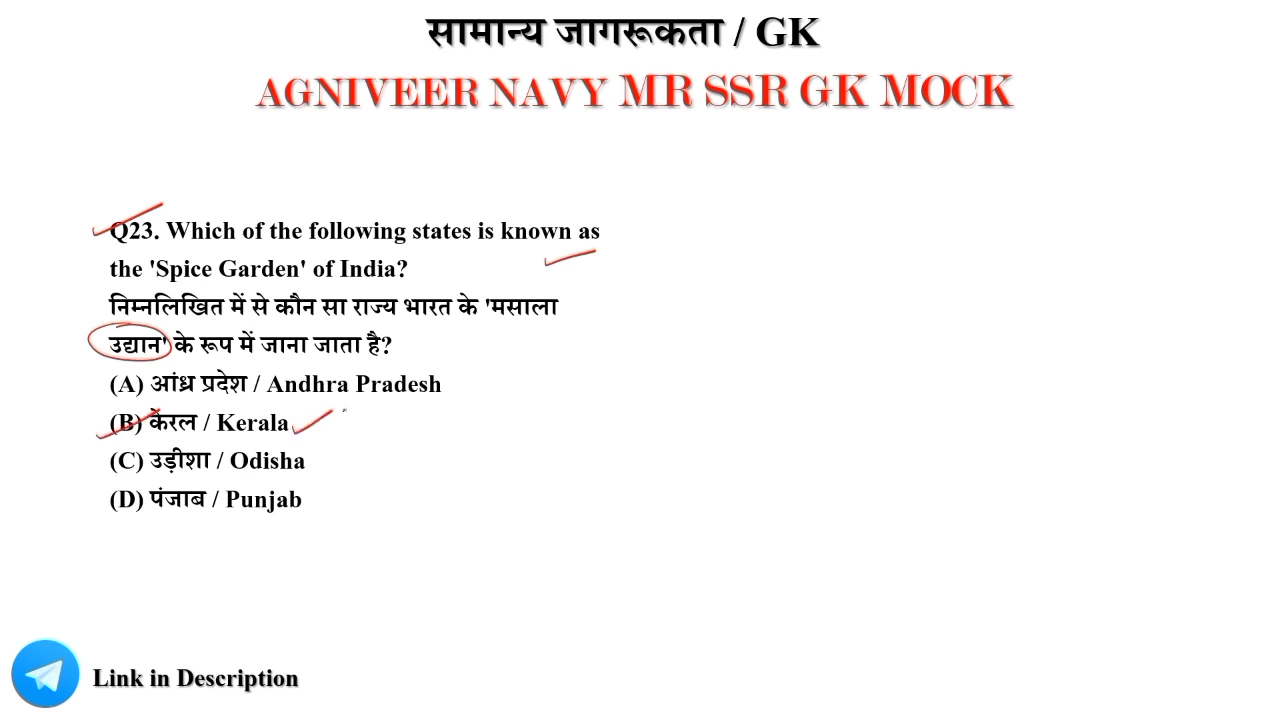 सामान्य जागरूकता / GK
AGNIVEER NAVY MR SSR GK MOCK
Q23. Which of the following states is known as
the 'Spice Garden' of India?
निम्नलिखित में से कौन सा राज्य भारत के 'मसाला
उद्यान' के रूप में जाना जाता है?
(A) आंध्र प्रदेश / Andhra Pradesh
(B) केरल / Kerala
(C) उड़ीशा / Odisha
(D) पंजाब / Punjab
Link in Description